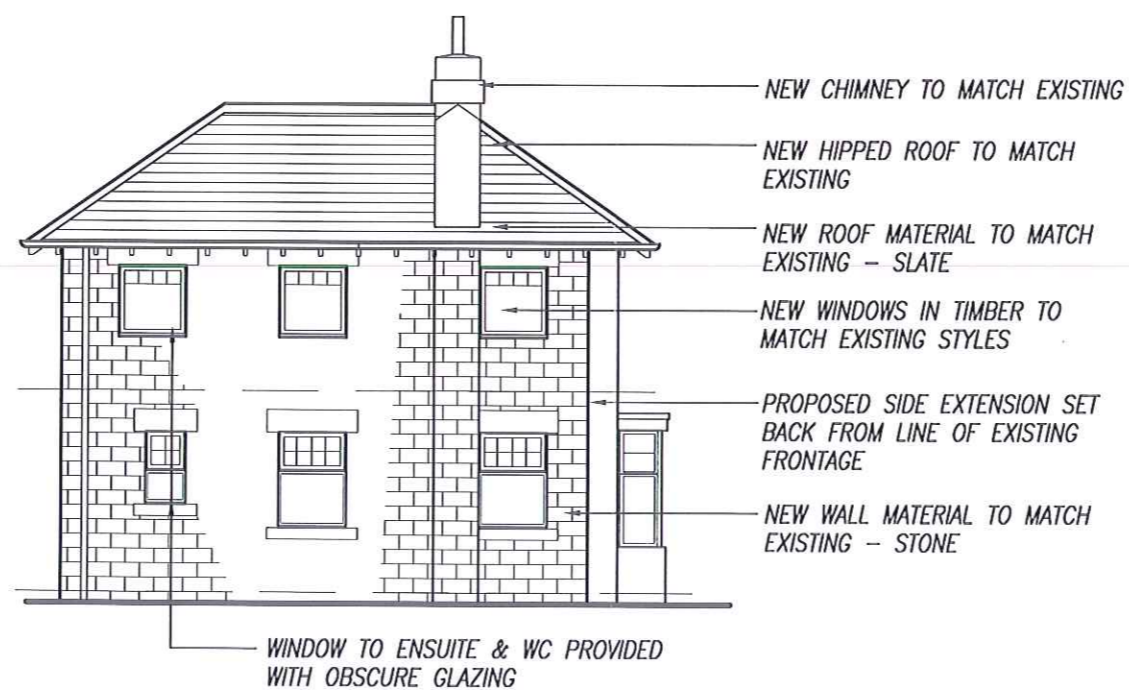 NEW CHIMNEY TO MATCH EXISTING
NEW HIPPED ROOF TO MATCH
EXISTING
NEW ROOF MATERIAL TO MATCH
EXISTING – SLATE
NEW WINDOWS IN TIMBER TO
MATCH EXISTING STYLES
PROPOSED SIDE EXTENSION SET
BACK FROM LINE OF EXISTING
FRONTAGE
NEW WALL MATERIAL TO MATCH
EXISTING – STONE
WINDOW TO ENSUITE & WC PROVIDED
WITH OBSCURE GLAZING